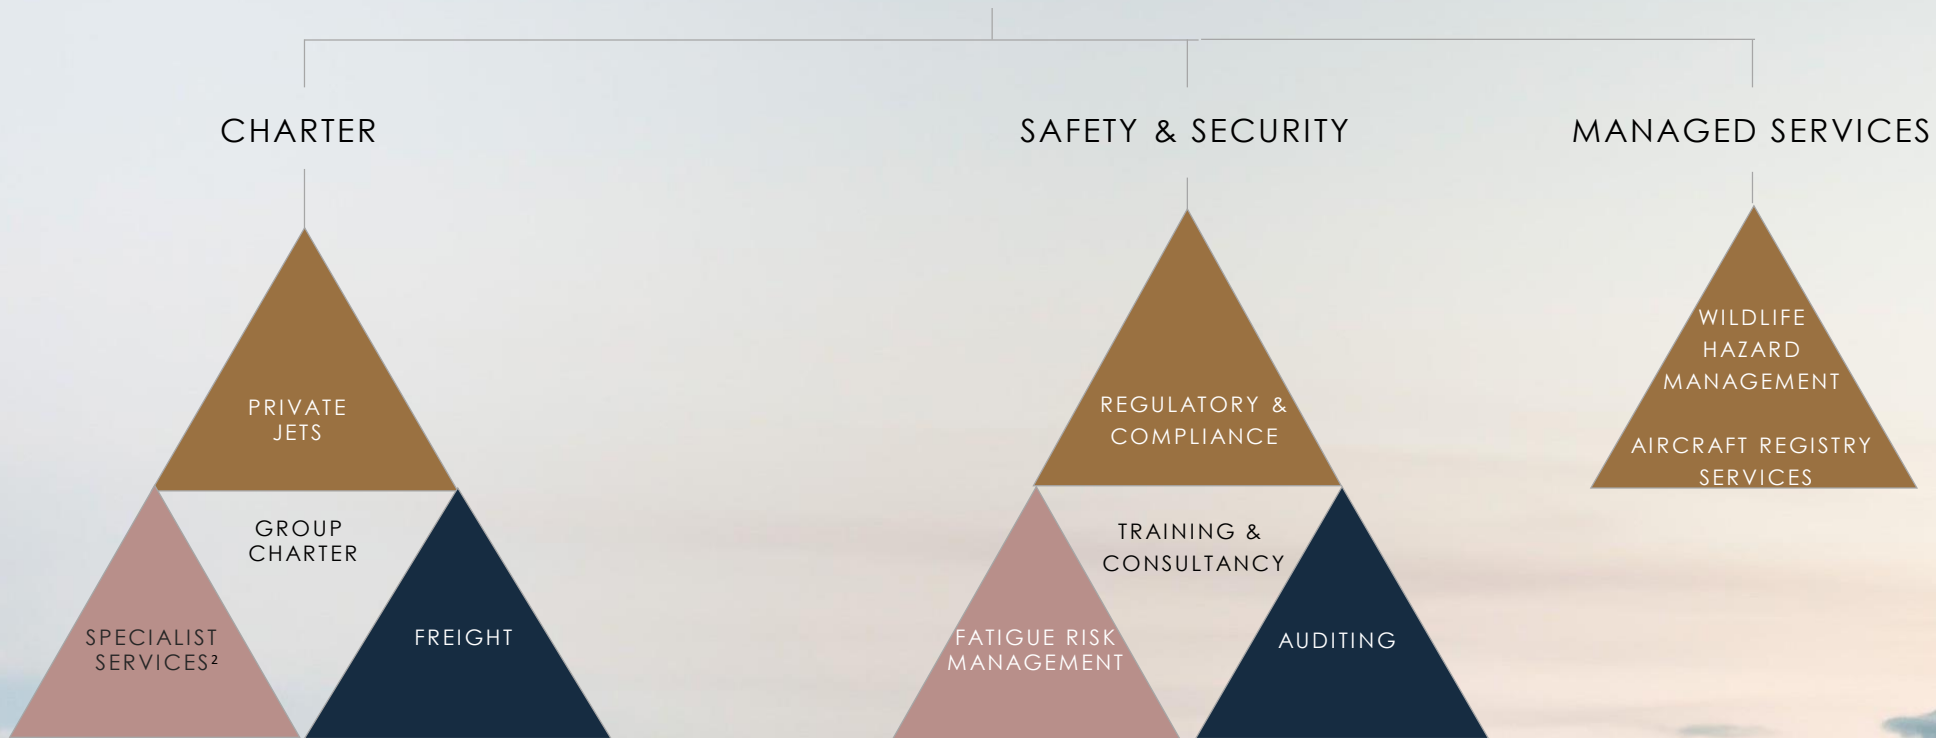 CHARTER
SAFETY & SECURITY
MANAGED SERVICES
PRIVATE
JETS
GROUP
CHARTER
SPECIALIST
SERVICES²
FREIGHT
REGULATORY &
COMPLIANCE
TRAINING &
CONSULTANCY
FATIGUE RISK
MANAGEMENT
AUDITING
WILDLIFE
HAZARD
MANAGEMENT
AIRCRAFT REGISTRY
SERVICES